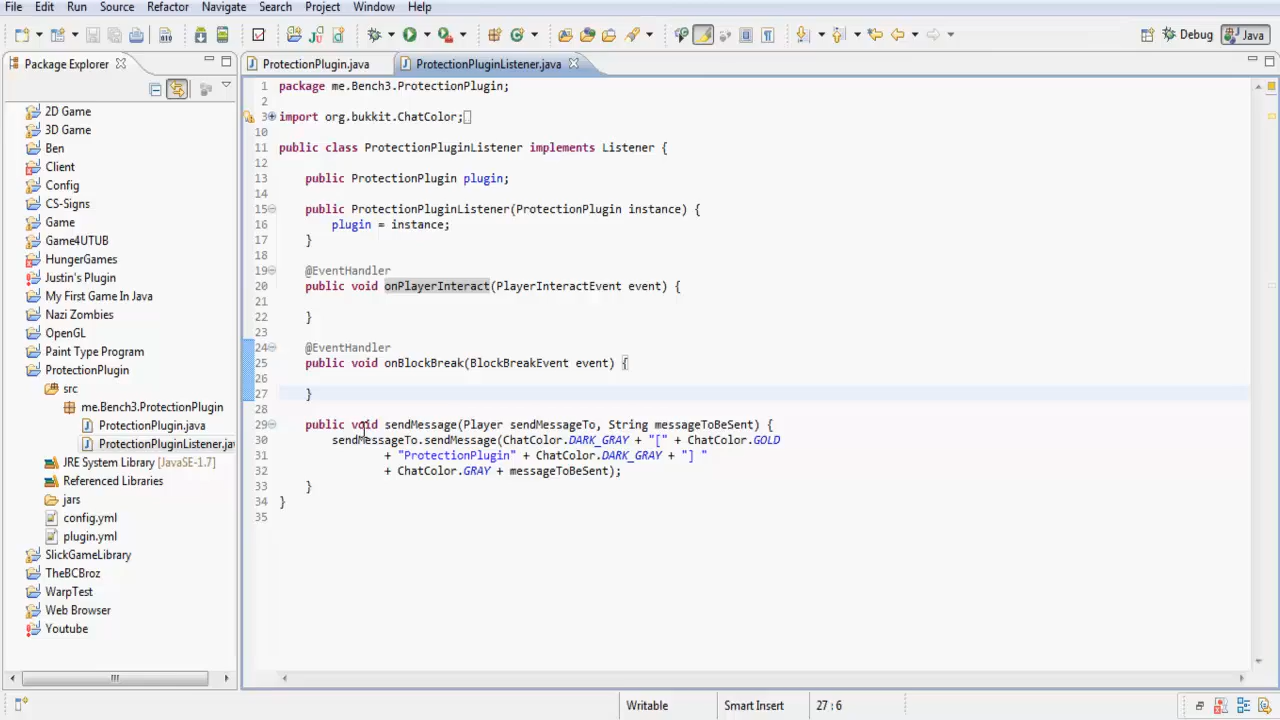 File Edit Run Source Refactor Navigate Search Project Window Help
Debug Java
Package Explorer
2D Game
3D Game
Ben
Client
Config
CS-Signs
Game
Game4UTUB
HungerGames
Justin's Plugin
My First Game In Java
Nazi Zombies
OpenGL
Paint Type Program
ProtectionPlugin
src
me.Bench3.ProtectionPlugin
ProtectionPlugin.java
ProtectionPluginListener.java
JRE System Library [JavaSE-1.7]
Referenced Libraries
jars
config.yml
plugin.yml
SlickGameLibrary
TheBCBroz
WarpTest
Web Browser
Youtube
ProtectionPlugin.java ProtectionPluginListener.java
1 package me.Bench3.ProtectionPlugin;
2
3 import org.bukkit.ChatColor;
10
11 public class ProtectionPluginListener implements Listener {
12
13 public ProtectionPlugin plugin;
14
15 public ProtectionPluginListener(ProtectionPlugin instance) {
16 plugin = instance;
17 }
18
19 @EventHandler
20 public void onPlayerInteract(PlayerInteractEvent event) {
21
22 }
23
24 @EventHandler
25 public void onBlockBreak(BlockBreakEvent event) {
26
27 }
28
29 public void sendMessage(Player sendMessageTo, String messageToBeSent) {
30 sendMessageTo.sendMessage(ChatColor.DARK_GRAY + "[" + ChatColor.GOLD
31 + "ProtectionPlugin" + ChatColor.DARK_GRAY + "] "
32 + ChatColor.GRAY + messageToBeSent);
33 }
34 }
35
Writable Smart Insert 27 : 6